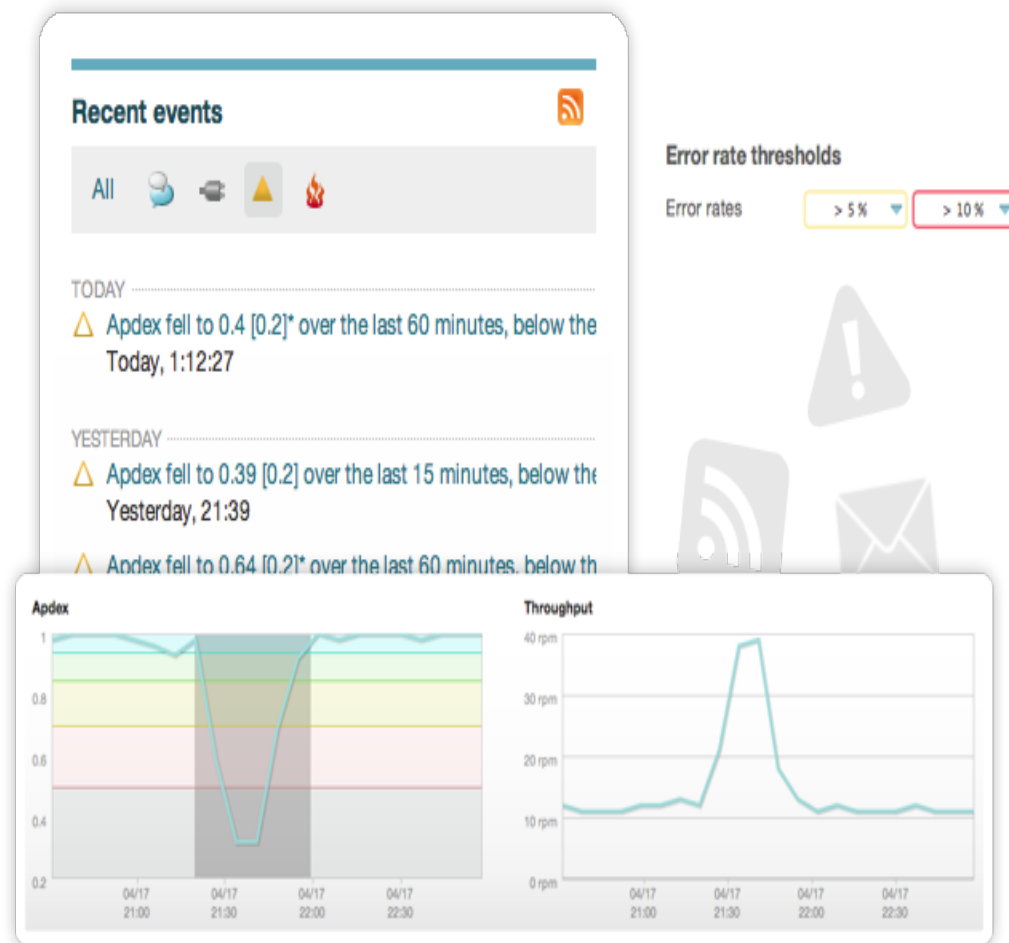 Recent events
All
TODAY
Apdex fell to 0.4 [0.2]* over the last 60 minutes, below the
Today, 1:12:27
YESTERDAY
Apdex fell to 0.39 [0.2] over the last 15 minutes, below the
Yesterday, 21:39
Apdex fell to 0.64 [0.2]* over the last 60 minutes, below th
Error rate thresholds
Error rates > 5 % > 10 %
Apdex
1
0.8
0.6
0.4
0.2
04/17 04/17 04/17 04/17
21:00 21:30 22:00 22:30
Throughput
40 rpm
30 rpm
20 rpm
10 rpm
0 rpm
04/17 04/17 04/17 04/17
21:00 21:30 22:00 22:30